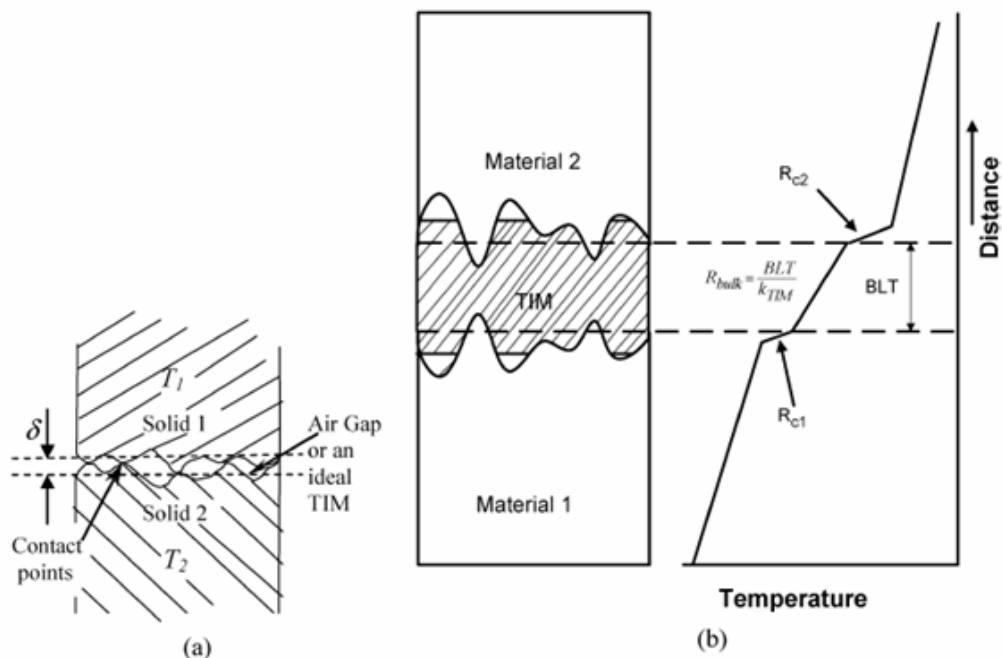 T1
Solid 1
δ
Air Gap
or an
ideal
TIM
Solid 2
Contact
points
T2
(a)
Material 2
TIM
Material 1
Rc2
Rbulk = BLT
kTIM
BLT
Rc1
Distance
Temperature
(b)